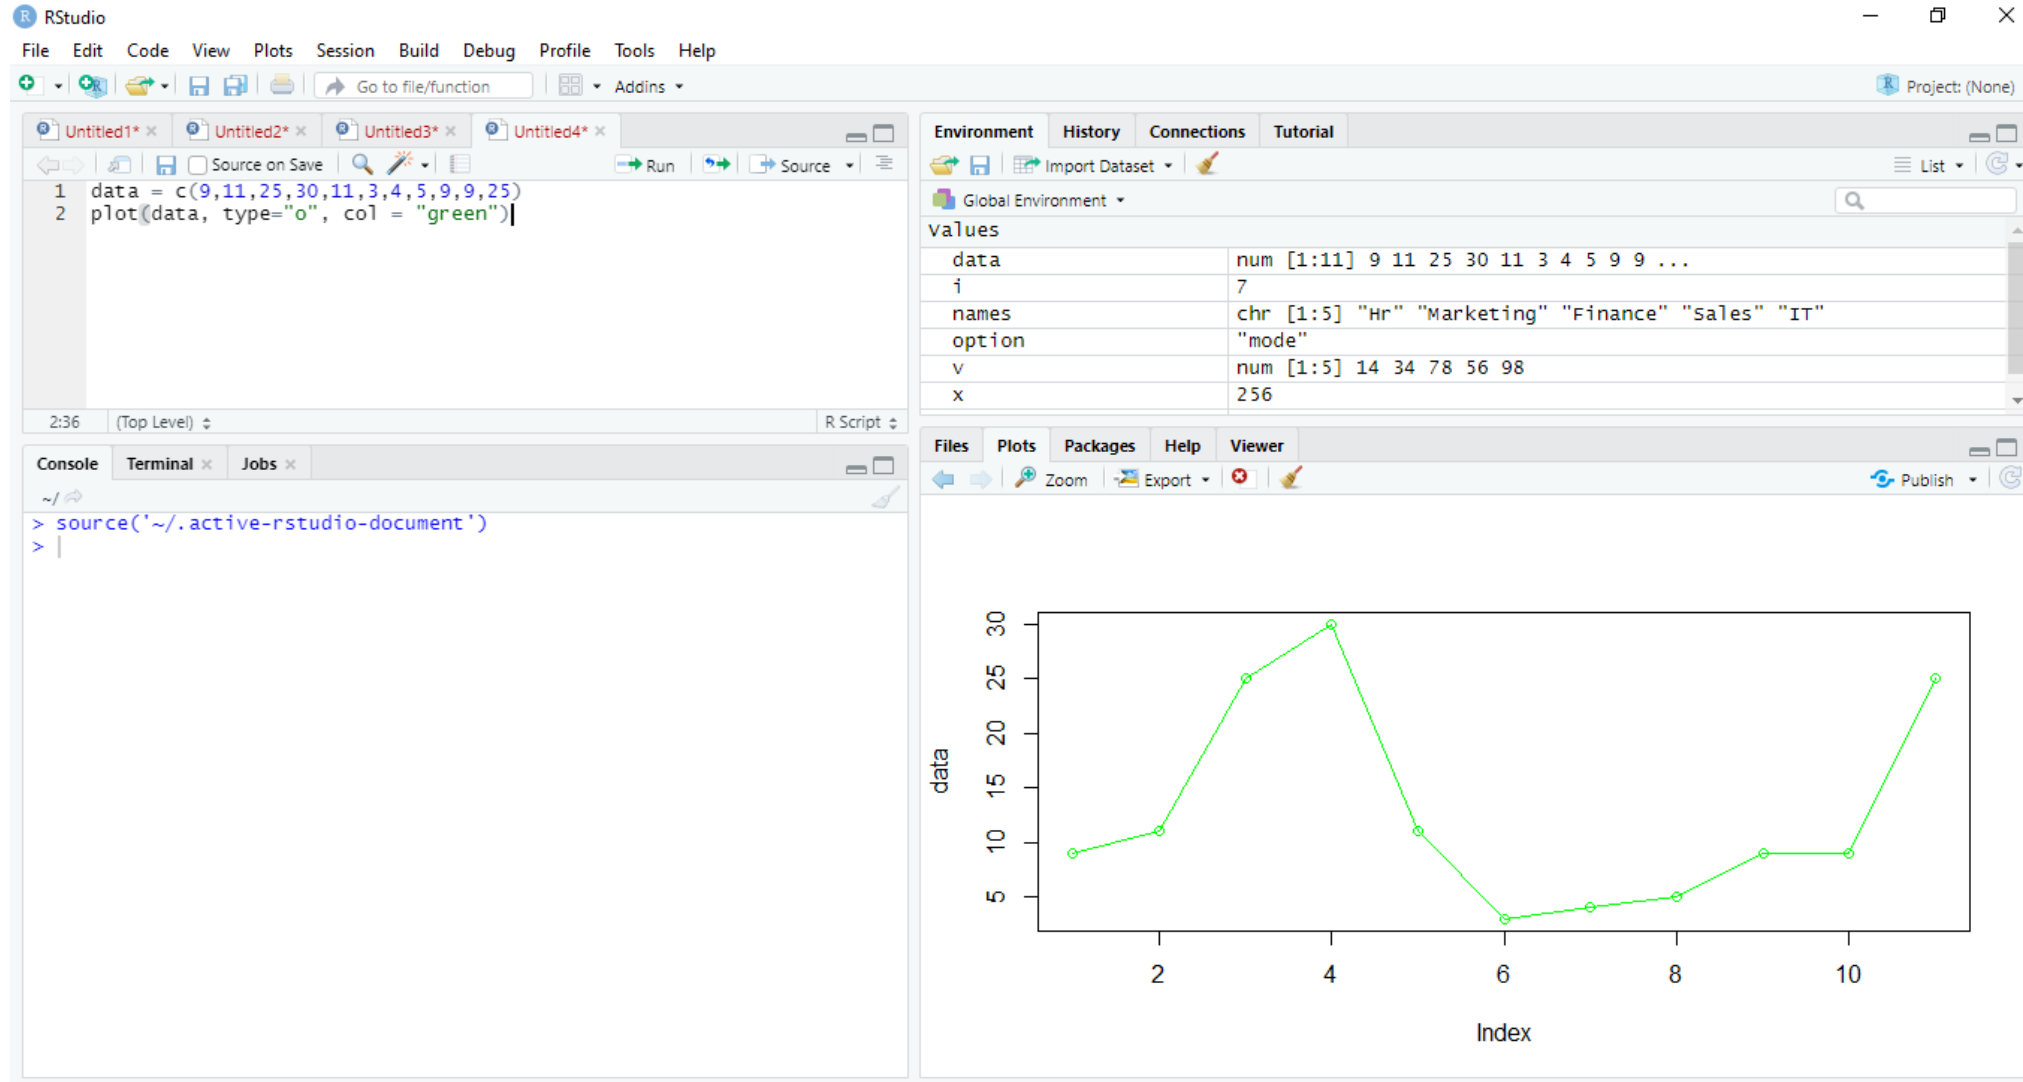 RStudio
File Edit Code View Plots Session Build Debug Profile Tools Help
Go to file/function Addins Project: (None)
Untitled1* Untitled2* Untitled3* Untitled4*
Source on Save Run Source
1 data = c(9,11,25,30,11,3,4,5,9,9,25)
2 plot(data, type="o", col = "green")
2:36 (Top Level) R Script
Console Terminal Jobs
~/
> source('~/.active-rstudio-document')
>
Environment History Connections Tutorial
Import Dataset List
Global Environment
Values
data num [1:11] 9 11 25 30 11 3 4 5 9 9 ...
i 7
names chr [1:5] "Hr" "Marketing" "Finance" "Sales" "IT"
option "mode"
v num [1:5] 14 34 78 56 98
x 256
Files Plots Packages Help Viewer
Zoom Export Publish
30
25
20
15
10
5
data
2 4 6 8 10
Index